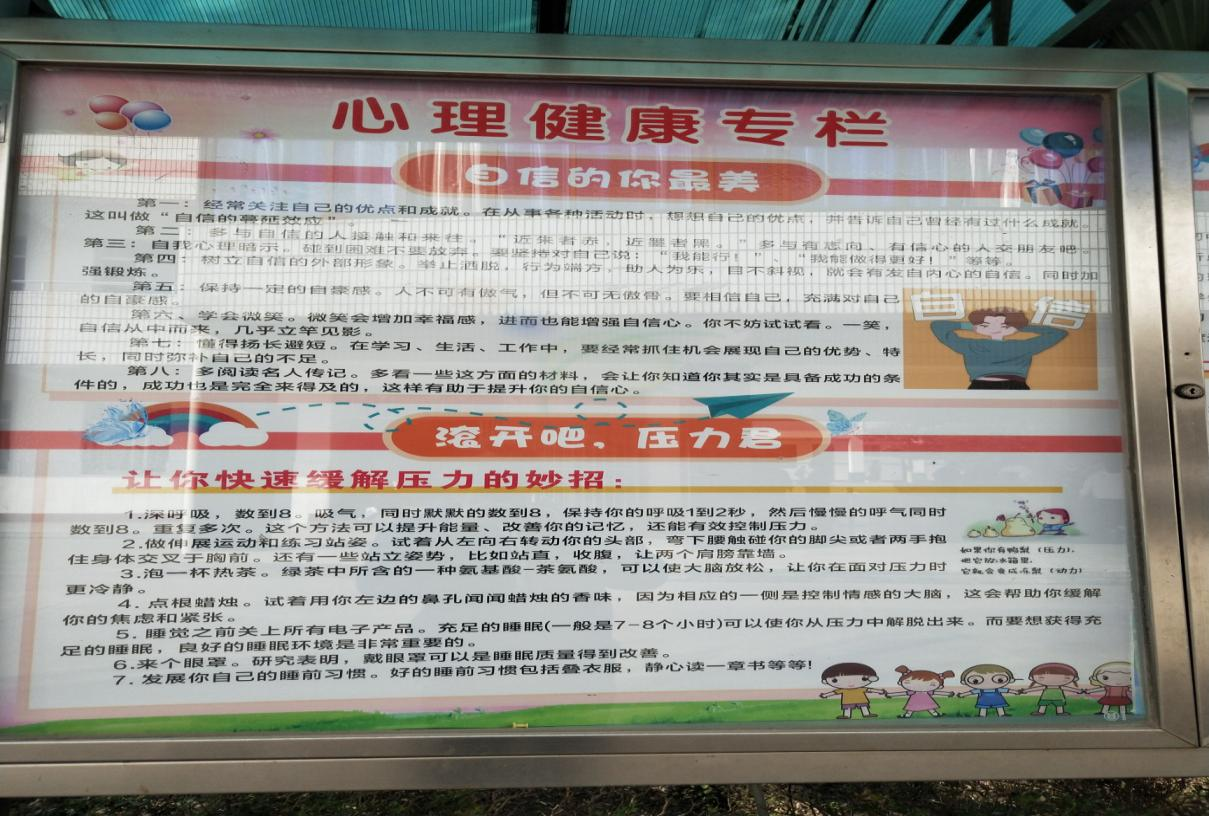 心理健康专栏
自信的你最美
第一：经常关注自己的优点和成就。在从事各种活动时，想想自己的优点，并告诉自己曾经有过什么成就。
这叫做“自信的蔓延效应”。
第二：多与自信的人接触和来往。“近朱者赤，近墨者黑。”多与有志向、有信心的人交朋友吧。
第三：自我心理暗示。碰到困难不要放弃。要坚持对自己说：“我能行！”、“我能做得更好！”等等。
第四：树立自信的外部形象。举止洒脱，行为端方，助人为乐，目不斜视，就会有发自内心的自信。同时加
强锻炼。
第五：保持一定的自豪感。人不可有傲气，但不可无傲骨。要相信自己，充满对自己
的自豪感。
第六、学会微笑。微笑会增加幸福感，进而也能增强自信心。你不妨试试看。一笑，
自信从中而来，几乎立竿见影。
第七：懂得扬长避短。在学习、生活、工作中，要经常抓住机会展现自己的优势、特
长，同时弥补自己的不足。
第八：多阅读名人传记。多看一些这方面的材料，会让你知道你其实是具备成功的条
件的，成功也是完全来得及的，这样有助于提升你的自信心。
自 信
滚开吧，压力君
让你快速缓解压力的妙招：
1.深呼吸，数到8。吸气，同时默默的数到8，保持你的呼吸1到2秒，然后慢慢的呼气同时
数到8。重复多次。这个方法可以提升能量、改善你的记忆，还能有效控制压力。
2.做伸展运动和练习站姿。试着从左向右转动你的头部，弯下腰触碰你的脚尖或者两手抱
住身体交叉于胸前。还有一些站立姿势，比如站直，收腹，让两个肩膀靠墙。
3.泡一杯热茶。绿茶中所含的一种氨基酸-茶氨酸，可以使大脑放松，让你在面对压力时
更冷静。
4. 点根蜡烛。试着用你左边的鼻孔闻闻蜡烛的香味，因为相应的一侧是控制情感的大脑，这会帮助你缓解
你的焦虑和紧张。
5. 睡觉之前关上所有电子产品。充足的睡眠(一般是7-8个小时)可以使你从压力中解脱出来。而要想获得充
足的睡眠，良好的睡眠环境是非常重要的。
6.来个眼罩。研究表明，戴眼罩可以是睡眠质量得到改善。
7. 发展你自己的睡前习惯。好的睡前习惯包括叠衣服，静心读一章书等等!
如果你有鸭梨（压力），
把它放冰箱里，
它就会变成冻梨（动力）